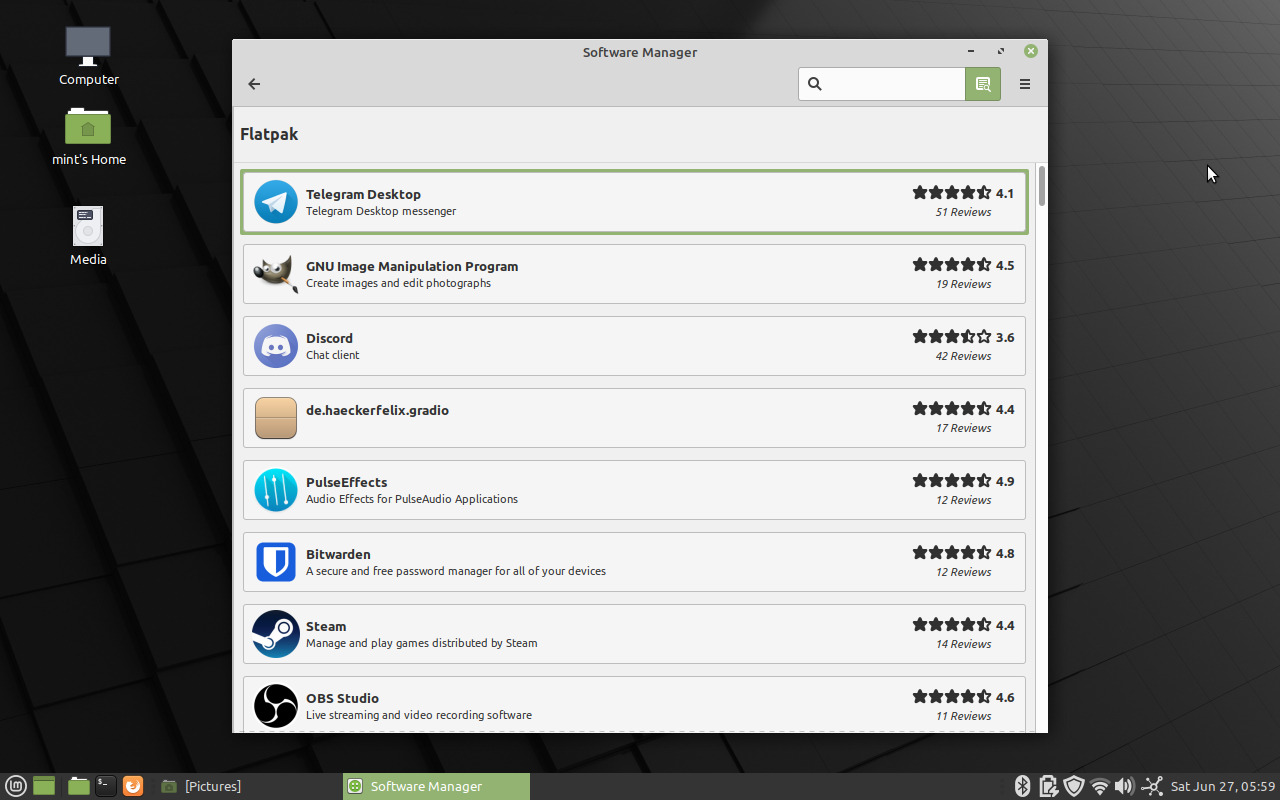 Computer
mint's Home
Media
Software Manager
Flatpak
Telegram Desktop
Telegram Desktop messenger
4.1
51 Reviews
GNU Image Manipulation Program
Create images and edit photographs
4.5
19 Reviews
Discord
Chat client
3.6
42 Reviews
de.haeckerfelix.gradio
4.4
17 Reviews
PulseEffects
Audio Effects for PulseAudio Applications
4.9
12 Reviews
Bitwarden
A secure and free password manager for all of your devices
4.8
12 Reviews
Steam
Manage and play games distributed by Steam
4.4
14 Reviews
OBS Studio
Live streaming and video recording software
4.6
11 Reviews
[Pictures]
Software Manager
Sat Jun 27, 05:59